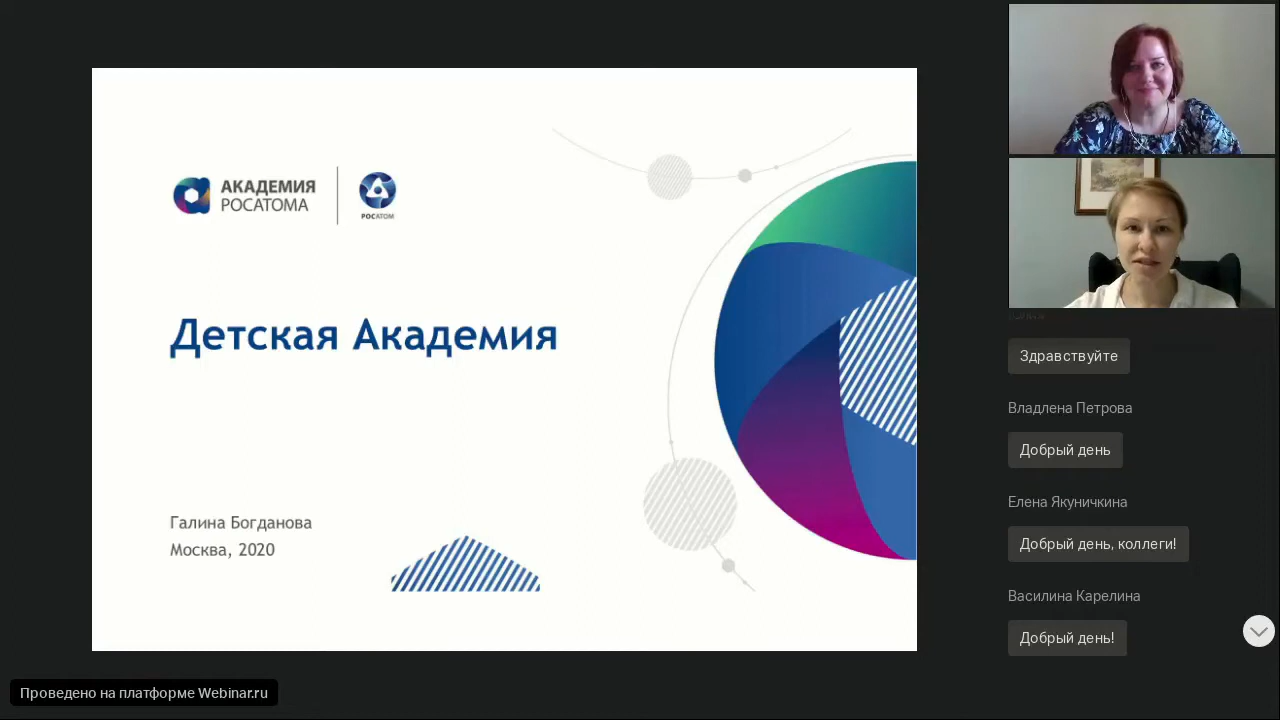 АКАДЕМИЯ
РОСАТОМА
РОСАТОМ
Детская Академия
Галина Богданова
Москва, 2020
Здравствуйте
Владлена Петрова
Добрый день
Елена Якуничкина
Добрый день, коллеги!
Василина Карелина
Добрый день!
Проведено на платформе Webinar.ru